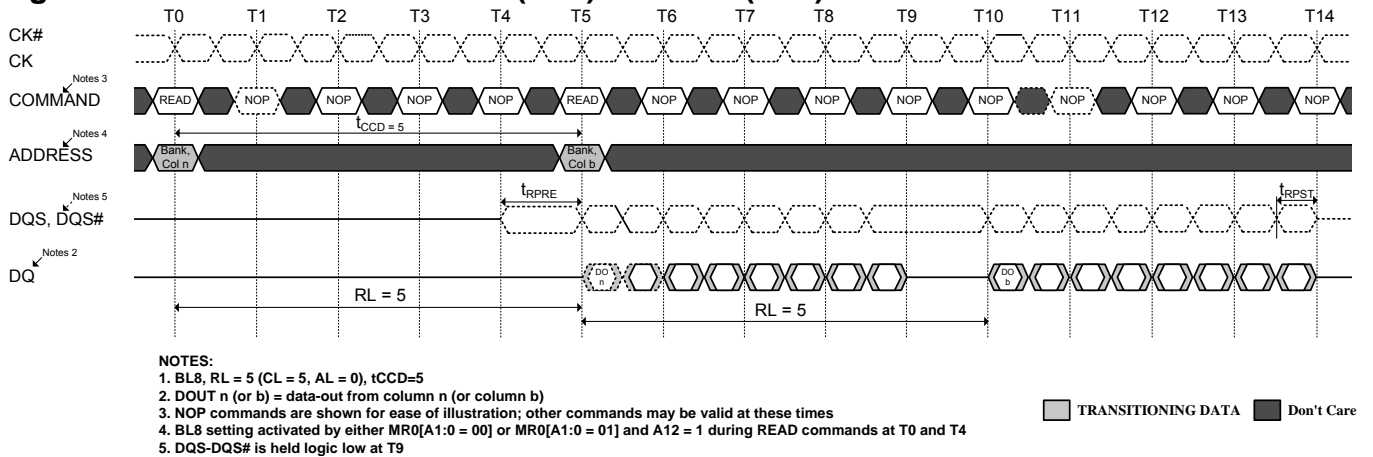 T0 T1 T2 T3 T4 T5 T6 T7 T8 T9 T10 T11 T12 T13 T14
CK#
CK
Notes 3
COMMAND
READ NOP NOP NOP NOP READ NOP NOP NOP NOP NOP NOP NOP NOP NOP
tCCD = 5
Notes 4
ADDRESS
Bank, Col n
Bank, Col b
tRPRE
tRPST
Notes 5
DQS, DQS#
Notes 2
DQ
DO n
DO b
RL = 5
RL = 5
NOTES:
1. BL8, RL = 5 (CL = 5, AL = 0), tCCD=5
2. DOUT n (or b) = data-out from column n (or column b)
3. NOP commands are shown for ease of illustration; other commands may be valid at these times
4. BL8 setting activated by either MR0[A1:0 = 00] or MR0[A1:0 = 01] and A12 = 1 during READ commands at T0 and T4
5. DQS-DQS# is held logic low at T9
TRANSITIONING DATA
Don't Care